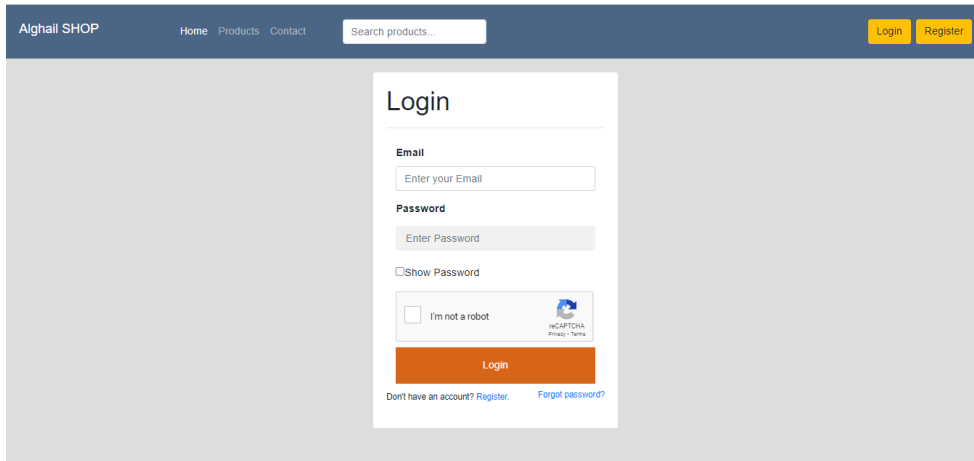 Alghail SHOP Home Products Contact Search products... Login Register
Login
Email
Enter your Email
Password
Enter Password
Show Password
I'm not a robot
reCAPTCHA
Privacy - Terms
Login
Don't have an account? Register. Forgot password?